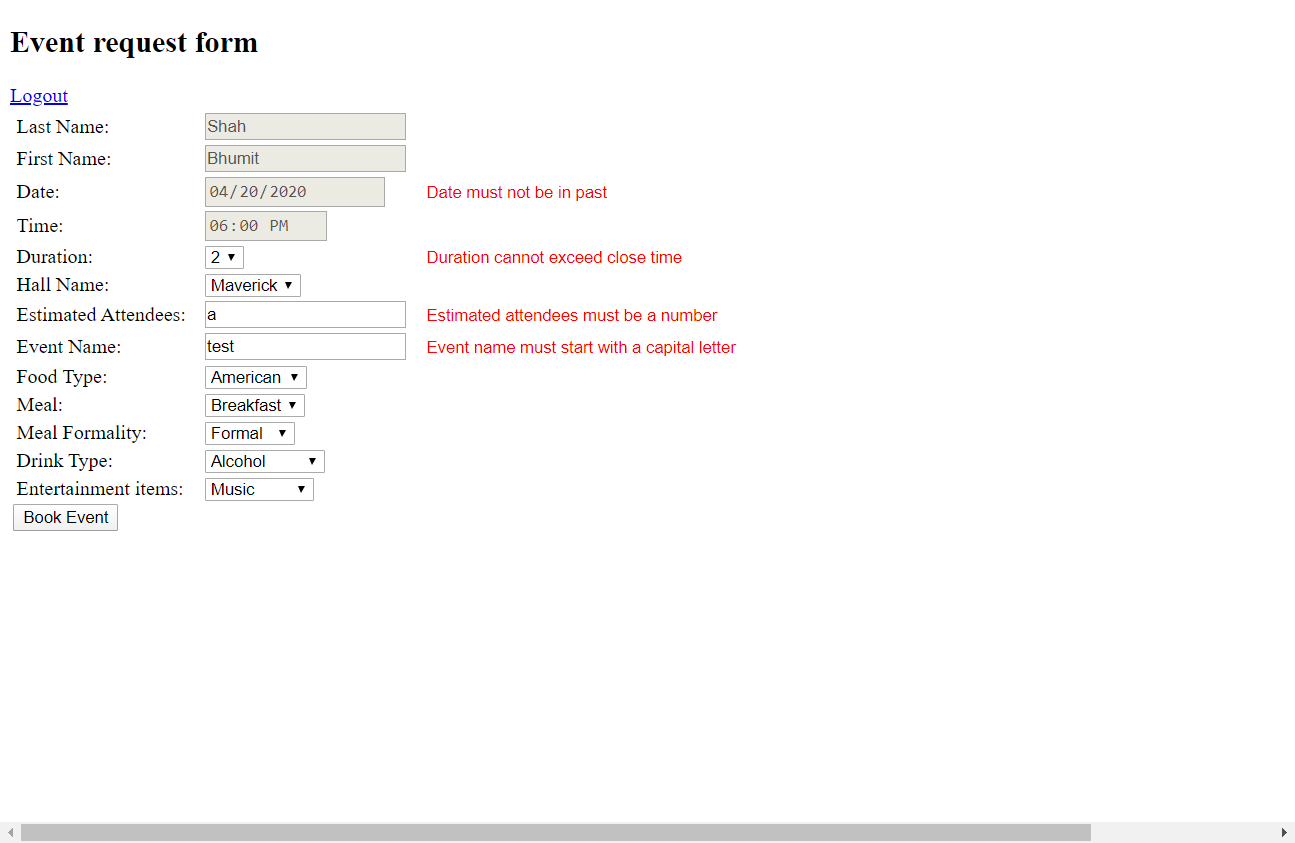 Event request form
Logout
Last Name: Shah
First Name: Bhumit
Date: 04/20/2020 Date must not be in past
Time: 06:00 PM
Duration: 2 Duration cannot exceed close time
Hall Name: Maverick
Estimated Attendees: a Estimated attendees must be a number
Event Name: test Event name must start with a capital letter
Food Type: American
Meal: Breakfast
Meal Formality: Formal
Drink Type: Alcohol
Entertainment items: Music
Book Event